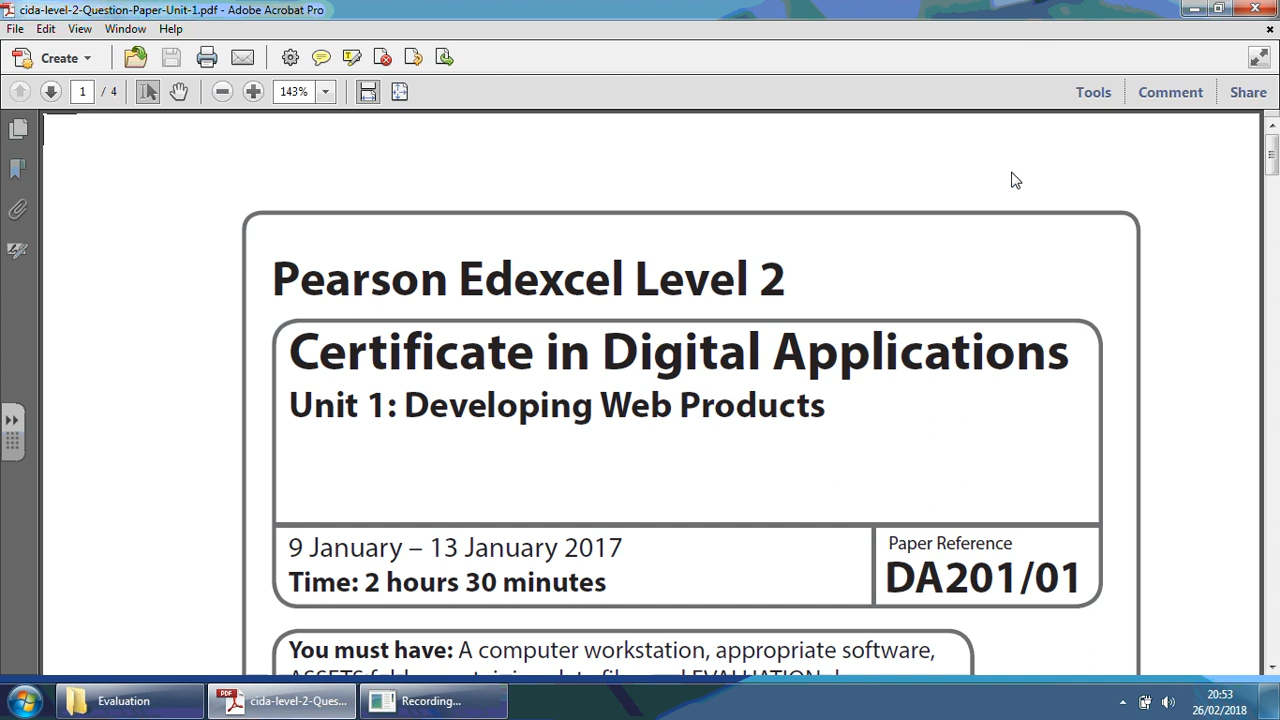 cida-level-2-Question-Paper-Unit-1.pdf - Adobe Acrobat Pro
File Edit View Window Help
Create
1 / 4 143% Tools Comment Share
Pearson Edexcel Level 2
Certificate in Digital Applications
Unit 1: Developing Web Products
9 January – 13 January 2017
Time: 2 hours 30 minutes
Paper Reference
DA201/01
You must have: A computer workstation, appropriate software,
Evaluation
PDF
cida-level-2-Ques...
Recording...
20:53
26/02/2018